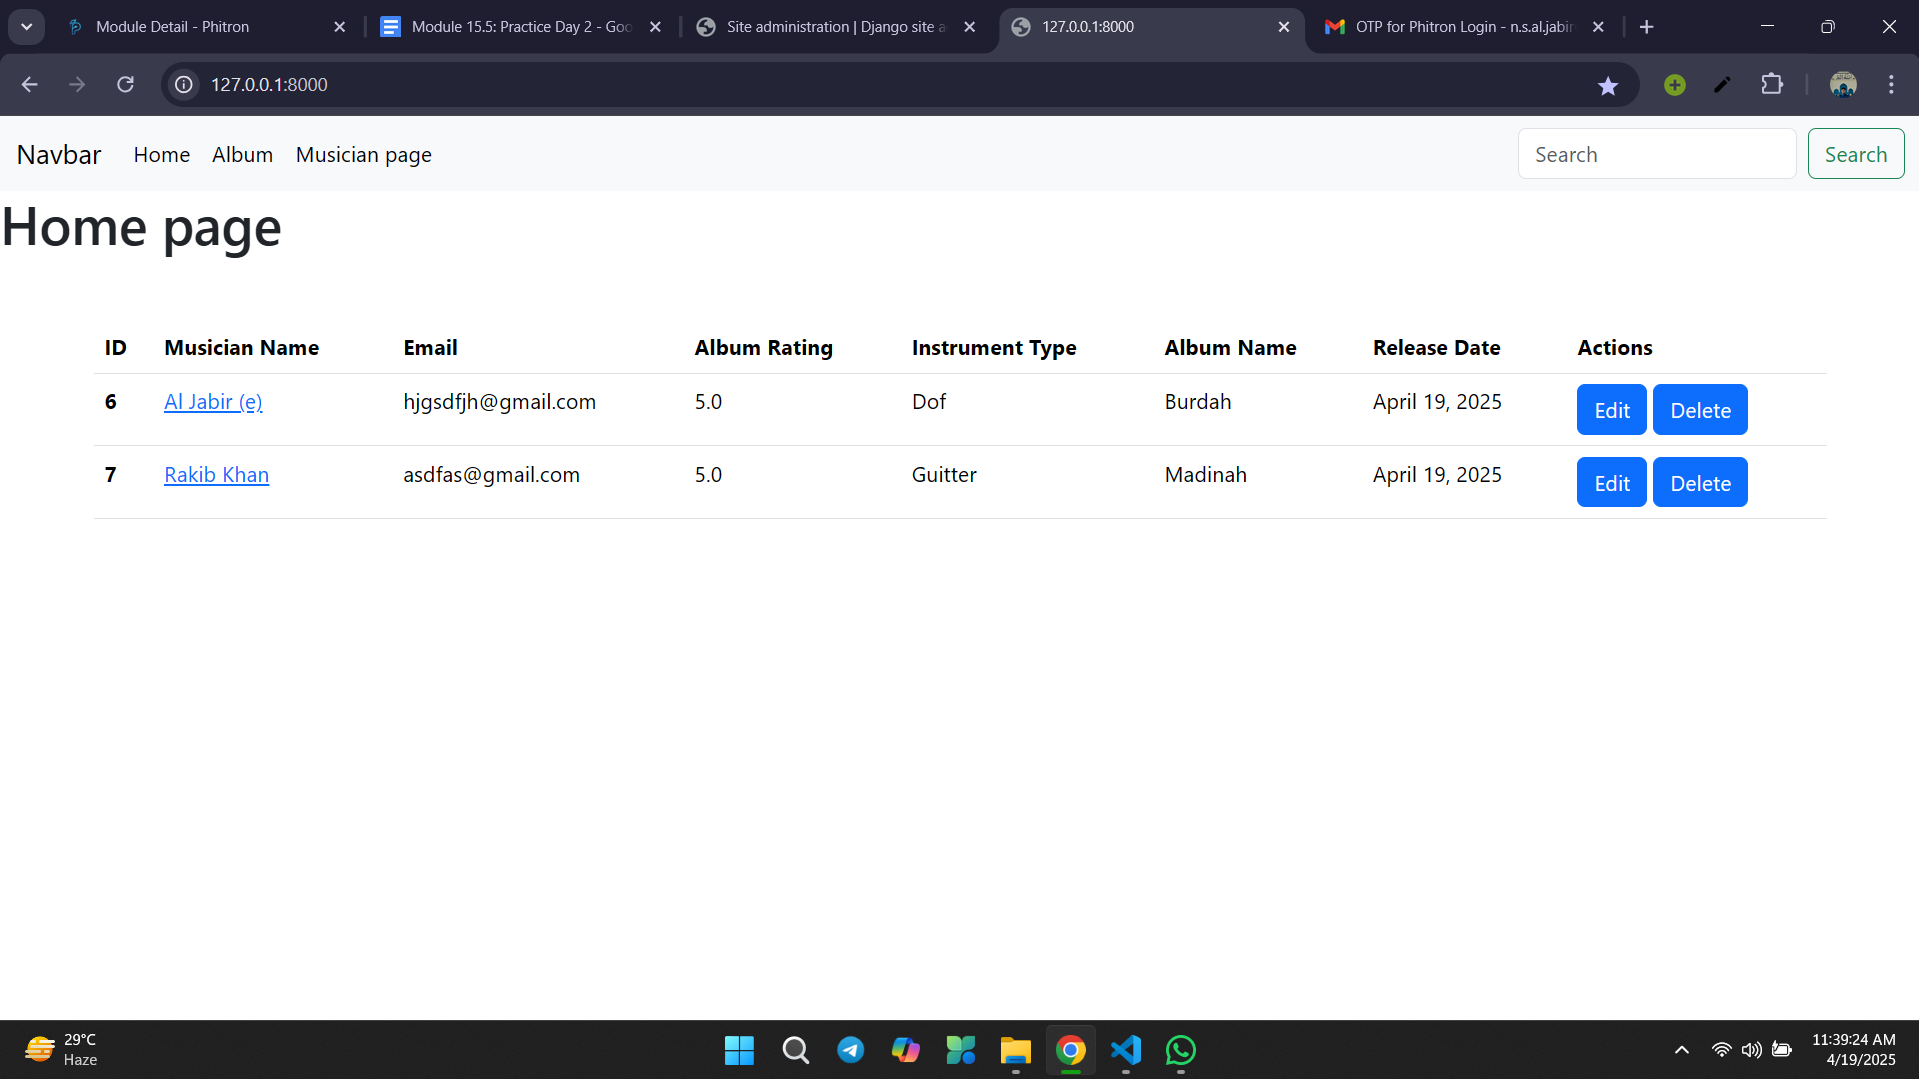 Module Detail - Phitron
Module 15.5: Practice Day 2 - Goo
Site administration | Django site a
127.0.0.1:8000
OTP for Phitron Login - n.s.al.jabir
127.0.0.1:8000
Navbar Home Album Musician page Search Search
Home page
ID Musician Name Email Album Rating Instrument Type Album Name Release Date Actions
6 Al Jabir (e) hjgsdfjh@gmail.com 5.0 Dof Burdah April 19, 2025 Edit Delete
7 Rakib Khan asdfas@gmail.com 5.0 Guitter Madinah April 19, 2025 Edit Delete
29°C
Haze
11:39:24 AM
4/19/2025